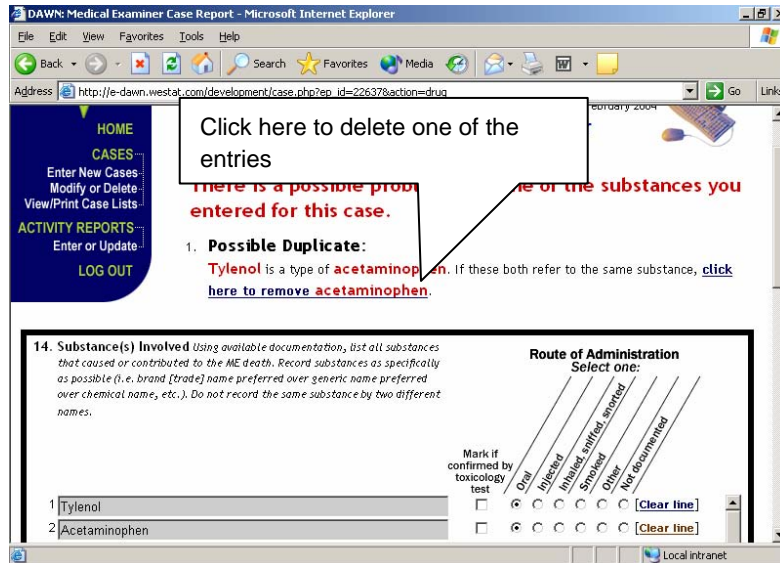 DAWN: Medical Examiner Case Report - Microsoft Internet Explorer
File Edit View Favorites Tools Help
Back Search Favorites Media
Address http://e-dawn.westat.com/development/case.php?ep_id=22637&action=drug Go Links
2004
HOME
CASES
Enter New Cases
Modify or Delete
View/Print Case Lists
ACTIVITY REPORTS
Enter or Update
LOG OUT
Click here to delete one of the
entries
There is a possible of the substances you
entered for this case.
1. Possible Duplicate:
Tylenol is a type of acetaminophen. If these both refer to the same substance, click
here to remove acetaminophen.
14. Substance(s) Involved Using available documentation, list all substances
that caused or contributed to the ME death. Record substances as specifically
as possible (i.e. brand [trade] name preferred over generic name preferred
over chemical name, etc.). Do not record the same substance by two different
names.
Route of Administration
Select one:
Mark if
confirmed by
toxicology
test
Oral
Injected
Inhaled, sniffed, snorted
Smoked
Other
Not documented
1 Tylenol [Clear line]
2 Acetaminophen [Clear line]
Local intranet